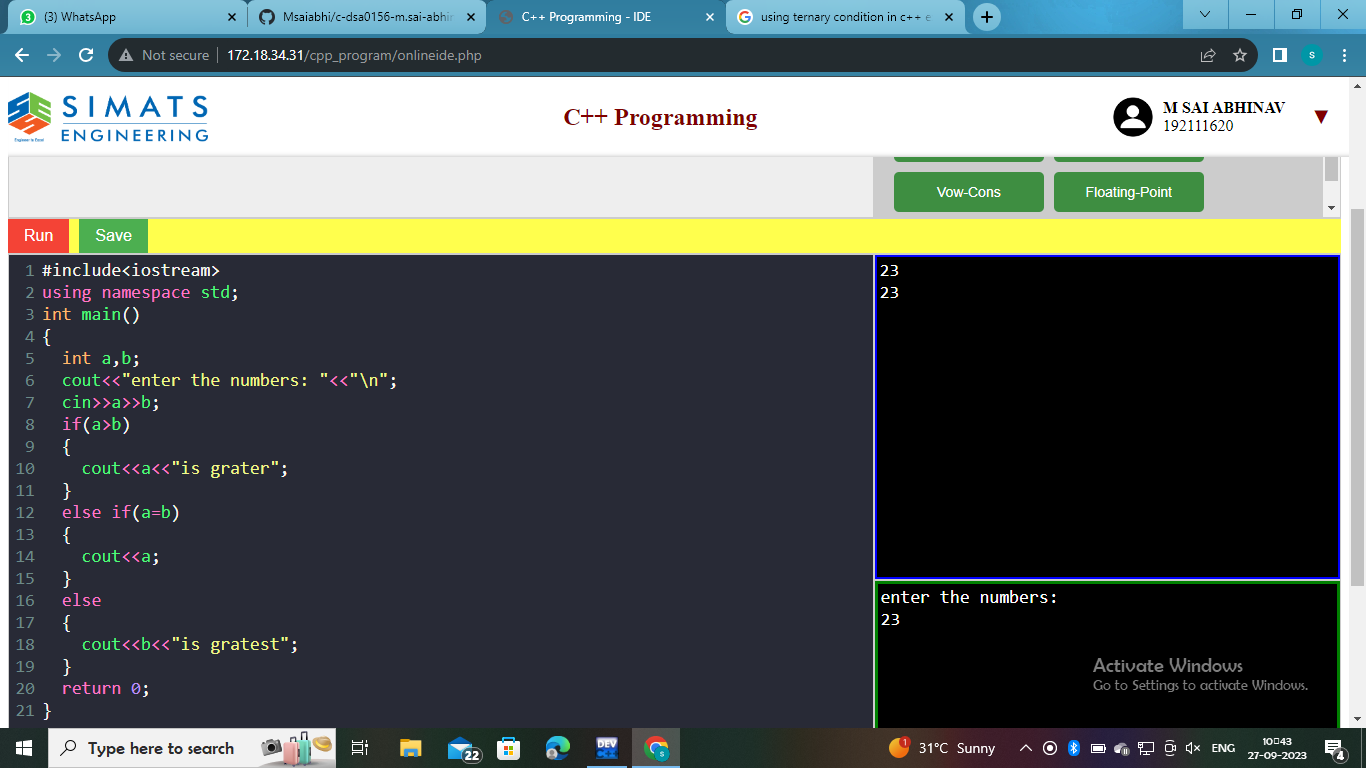 (3) WhatsApp
Msaiabhi/c-dsa0156-m.sai-abhin
C++ Programming - IDE
using ternary condition in c++ e
Not secure
172.18.34.31/cpp_program/onlineide.php
S
SIMATS
ENGINEERING
Engineer to Excel
C++ Programming
M SAI ABHINAV
192111620
Vow-Cons
Floating-Point
Run
Save
1 #include<iostream>
2 using namespace std;
3 int main()
4 {
5 int a,b;
6 cout<<"enter the numbers: "<<"\n";
7 cin>>a>>b;
8 if(a>b)
9 {
10 cout<<a<<"is grater";
11 }
12 else if(a=b)
13 {
14 cout<<a;
15 }
16 else
17 {
18 cout<<b<<"is gratest";
19 }
20 return 0;
21 }
23
23
enter the numbers:
23
Activate Windows
Go to Settings to activate Windows.
Type here to search
22
DEV
S
1
31°C Sunny
ENG
10:43
27-09-2023
4